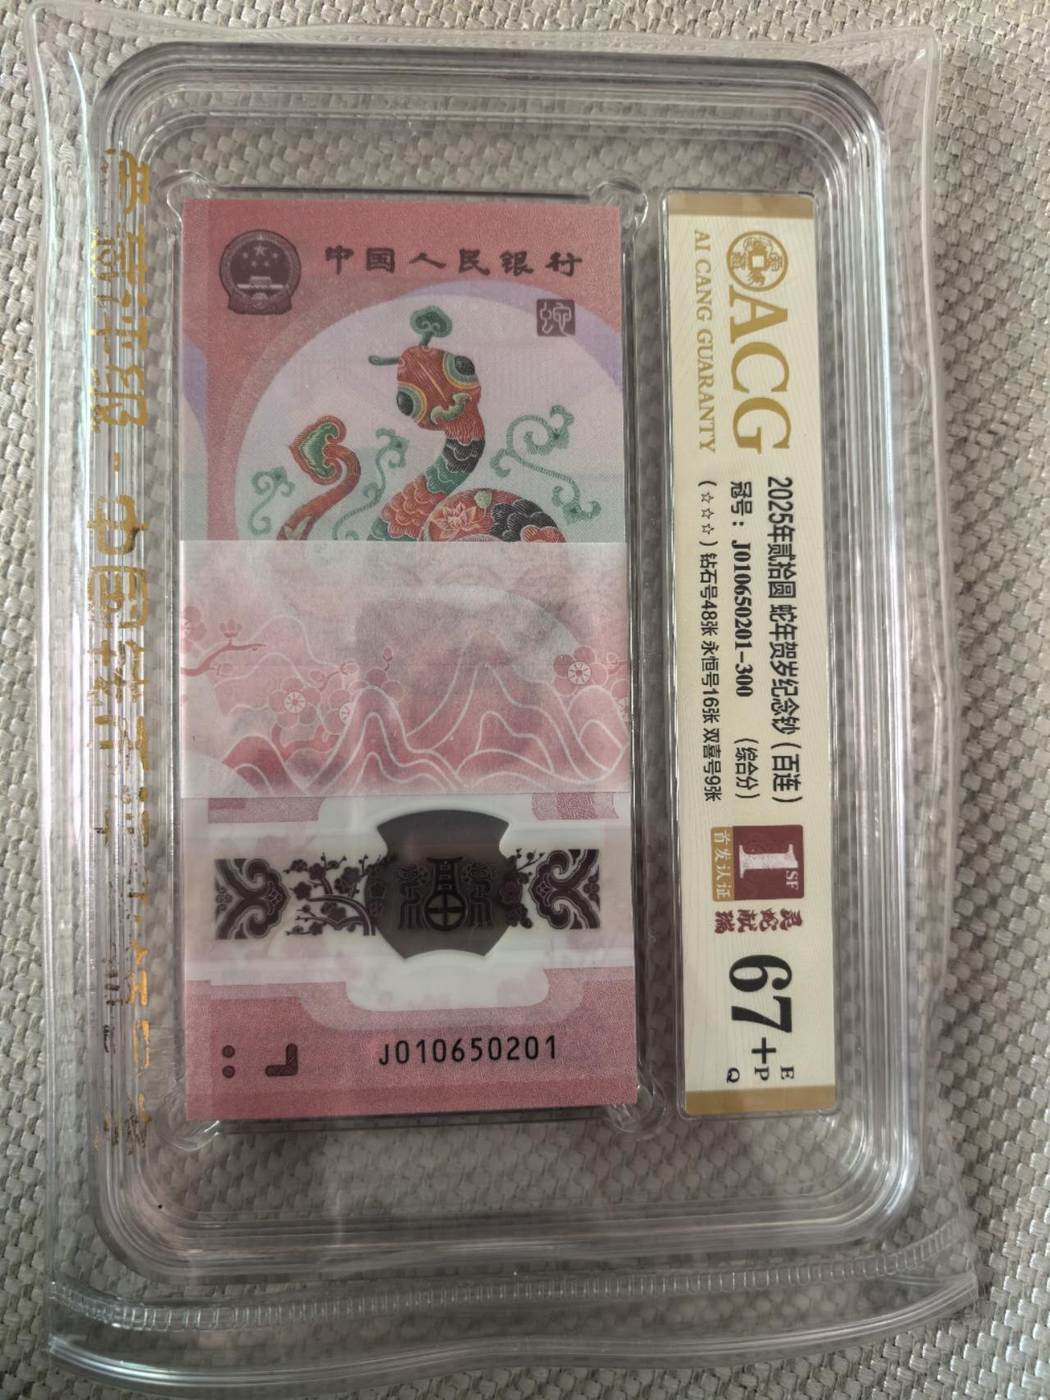 中国人民银行
J010650201
ACG
AI CANG GUARANTY
2025年贰拾圆 蛇年贺岁纪念钞（百连）
冠号：J010650201-300 （综合分）
（☆☆☆）钻石号48张 永恒号16张 双喜号9张
1SF
首发认证
灵蛇献瑞
67+
E
P
Q